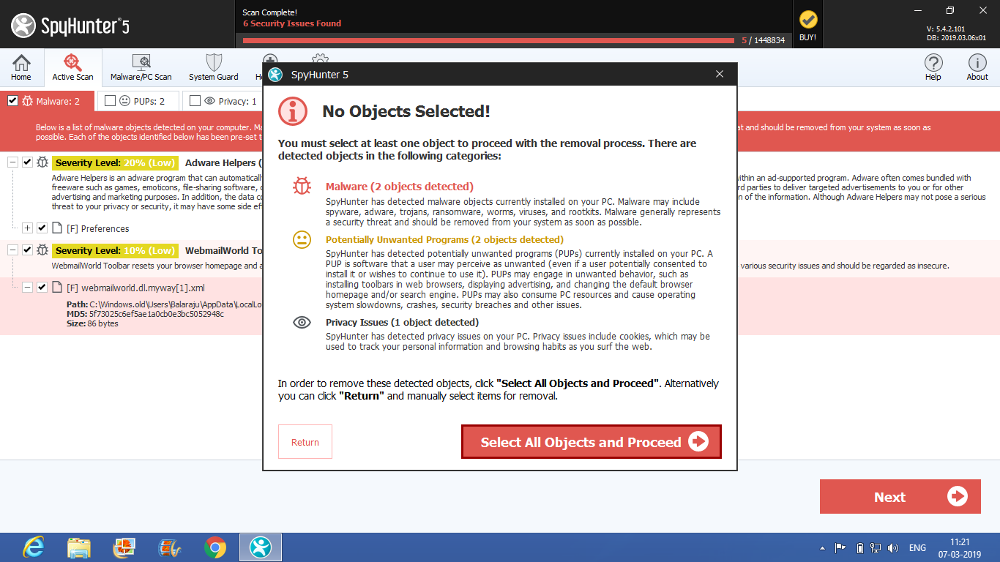 SpyHunter® 5
Scan Complete!
6 Security Issues Found
5 / 1448834
BUY!
V: 5.4.2.101
DB: 2019.03.06x01
Home
Active Scan
Malware/PC Scan
System Guard
Help
About
Malware: 2
PUPs: 2
Privacy: 1
Below is a list of malware objects detected on your computer. at and should be removed from your system as soon as
possible. Each of the objects identified below has been pre-set
Severity Level: 20% (Low) Adware Helpers (
Adware Helpers is an adware program that can automatically within an ad-supported program. Adware often comes bundled with
freeware such as games, emoticons, file-sharing software, rd parties to deliver targeted advertisements to you or for other
advertising and marketing purposes. In addition, the data on of the information. Although Adware Helpers may not pose a serious
threat to your privacy or security, it may have some side
[F] Preferences
Severity Level: 10% (Low) WebmailWorld
WebmailWorld Toolbar resets your browser homepage and various security issues and should be regarded as insecure.
[F] webmailworld.dl.myway[1].xml
Path: C:\Windows.old\Users\Balaraju\AppData\LocalLo
MD5: 5f73025c6ef5ae1a0cb0e3bc5052948c
Size: 86 bytes
SpyHunter 5
No Objects Selected!
You must select at least one object to proceed with the removal process. There are
detected objects in the following categories:
Malware (2 objects detected)
SpyHunter has detected malware objects currently installed on your PC. Malware may include
spyware, adware, trojans, ransomware, worms, viruses, and rootkits. Malware generally represents
a security threat and should be removed from your system as soon as possible.
Potentially Unwanted Programs (2 objects detected)
SpyHunter has detected potentially unwanted programs (PUPs) currently installed on your PC. A
PUP is software that a user may perceive as unwanted (even if a user potentially consented to
install it or wishes to continue to use it). PUPs may engage in unwanted behavior, such as
installing toolbars in web browsers, displaying advertising, and changing the default browser
homepage and/or search engine. PUPs may also consume PC resources and cause operating
system slowdowns, crashes, security breaches and other issues.
Privacy Issues (1 object detected)
SpyHunter has detected privacy issues on your PC. Privacy issues include cookies, which may be
used to track your personal information and browsing habits as you surf the web.
In order to remove these detected objects, click "Select All Objects and Proceed". Alternatively
you can click "Return" and manually select items for removal.
Return
Select All Objects and Proceed
Next
ENG
11:21
07-03-2019